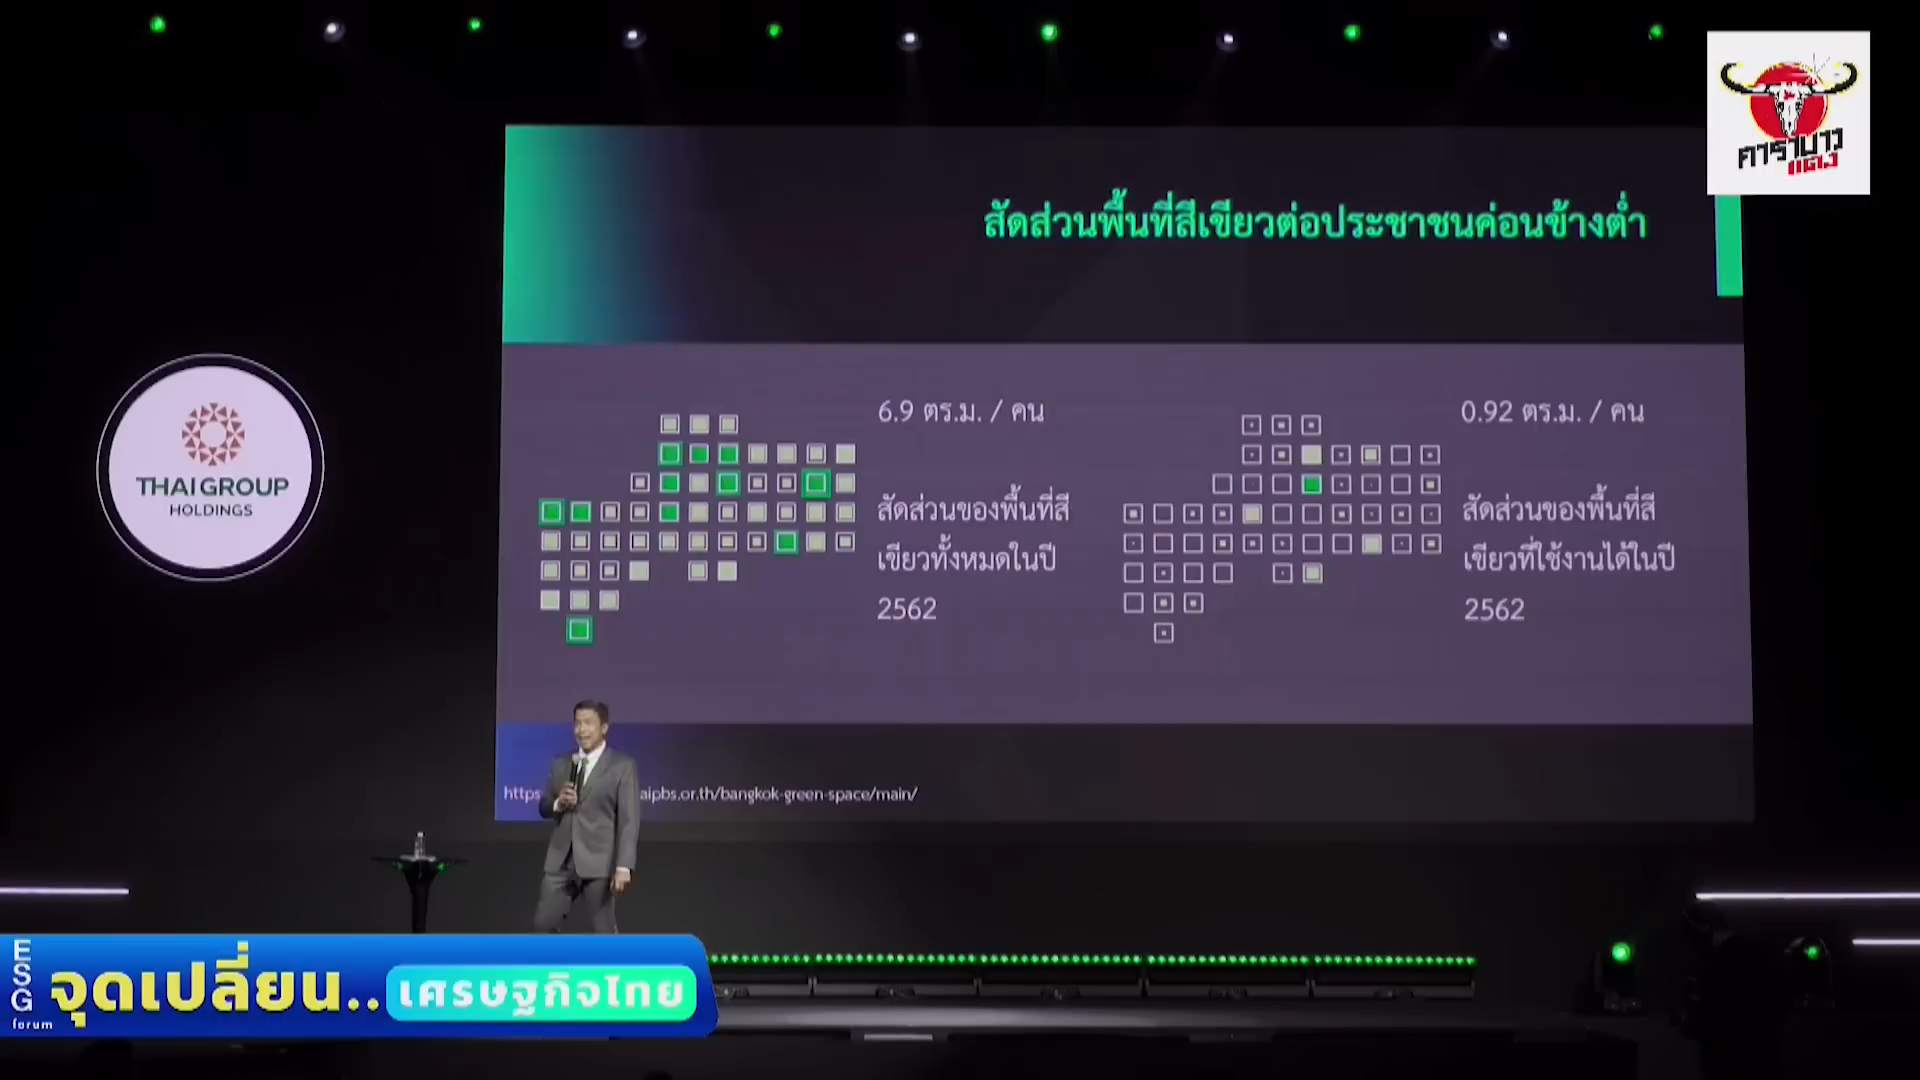 คาราบาว
แดง
สัดส่วนพื้นที่สีเขียวต่อประชาชนค่อนข้างต่ำ
6.9 ตร.ม. / คน
สัดส่วนของพื้นที่สี
เขียวทั้งหมดในปี
2562
0.92 ตร.ม. / คน
สัดส่วนของพื้นที่สี
เขียวที่ใช้งานได้ในปี
2562
THAI GROUP
HOLDINGS
https aipbs.or.th/bangkok-green-space/main/
ESG
forum
จุดเปลี่ยน..
เศรษฐกิจไทย